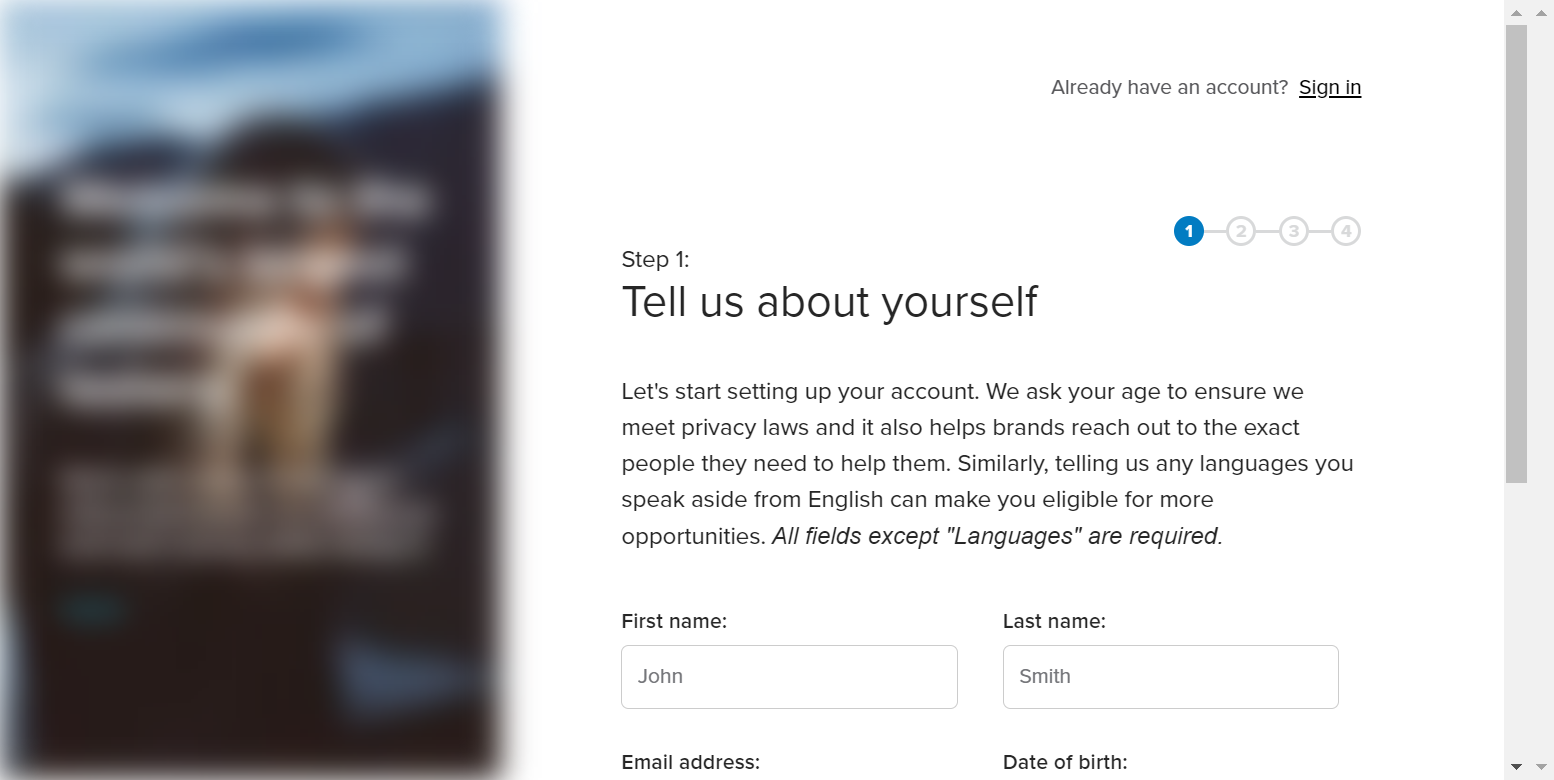 Already have an account? Sign in
1 2 3 4
Step 1:
Tell us about yourself
Let's start setting up your account. We ask your age to ensure we
meet privacy laws and it also helps brands reach out to the exact
people they need to help them. Similarly, telling us any languages you
speak aside from English can make you eligible for more
opportunities. All fields except "Languages" are required.
First name: Last name:
John Smith
Email address: Date of birth: